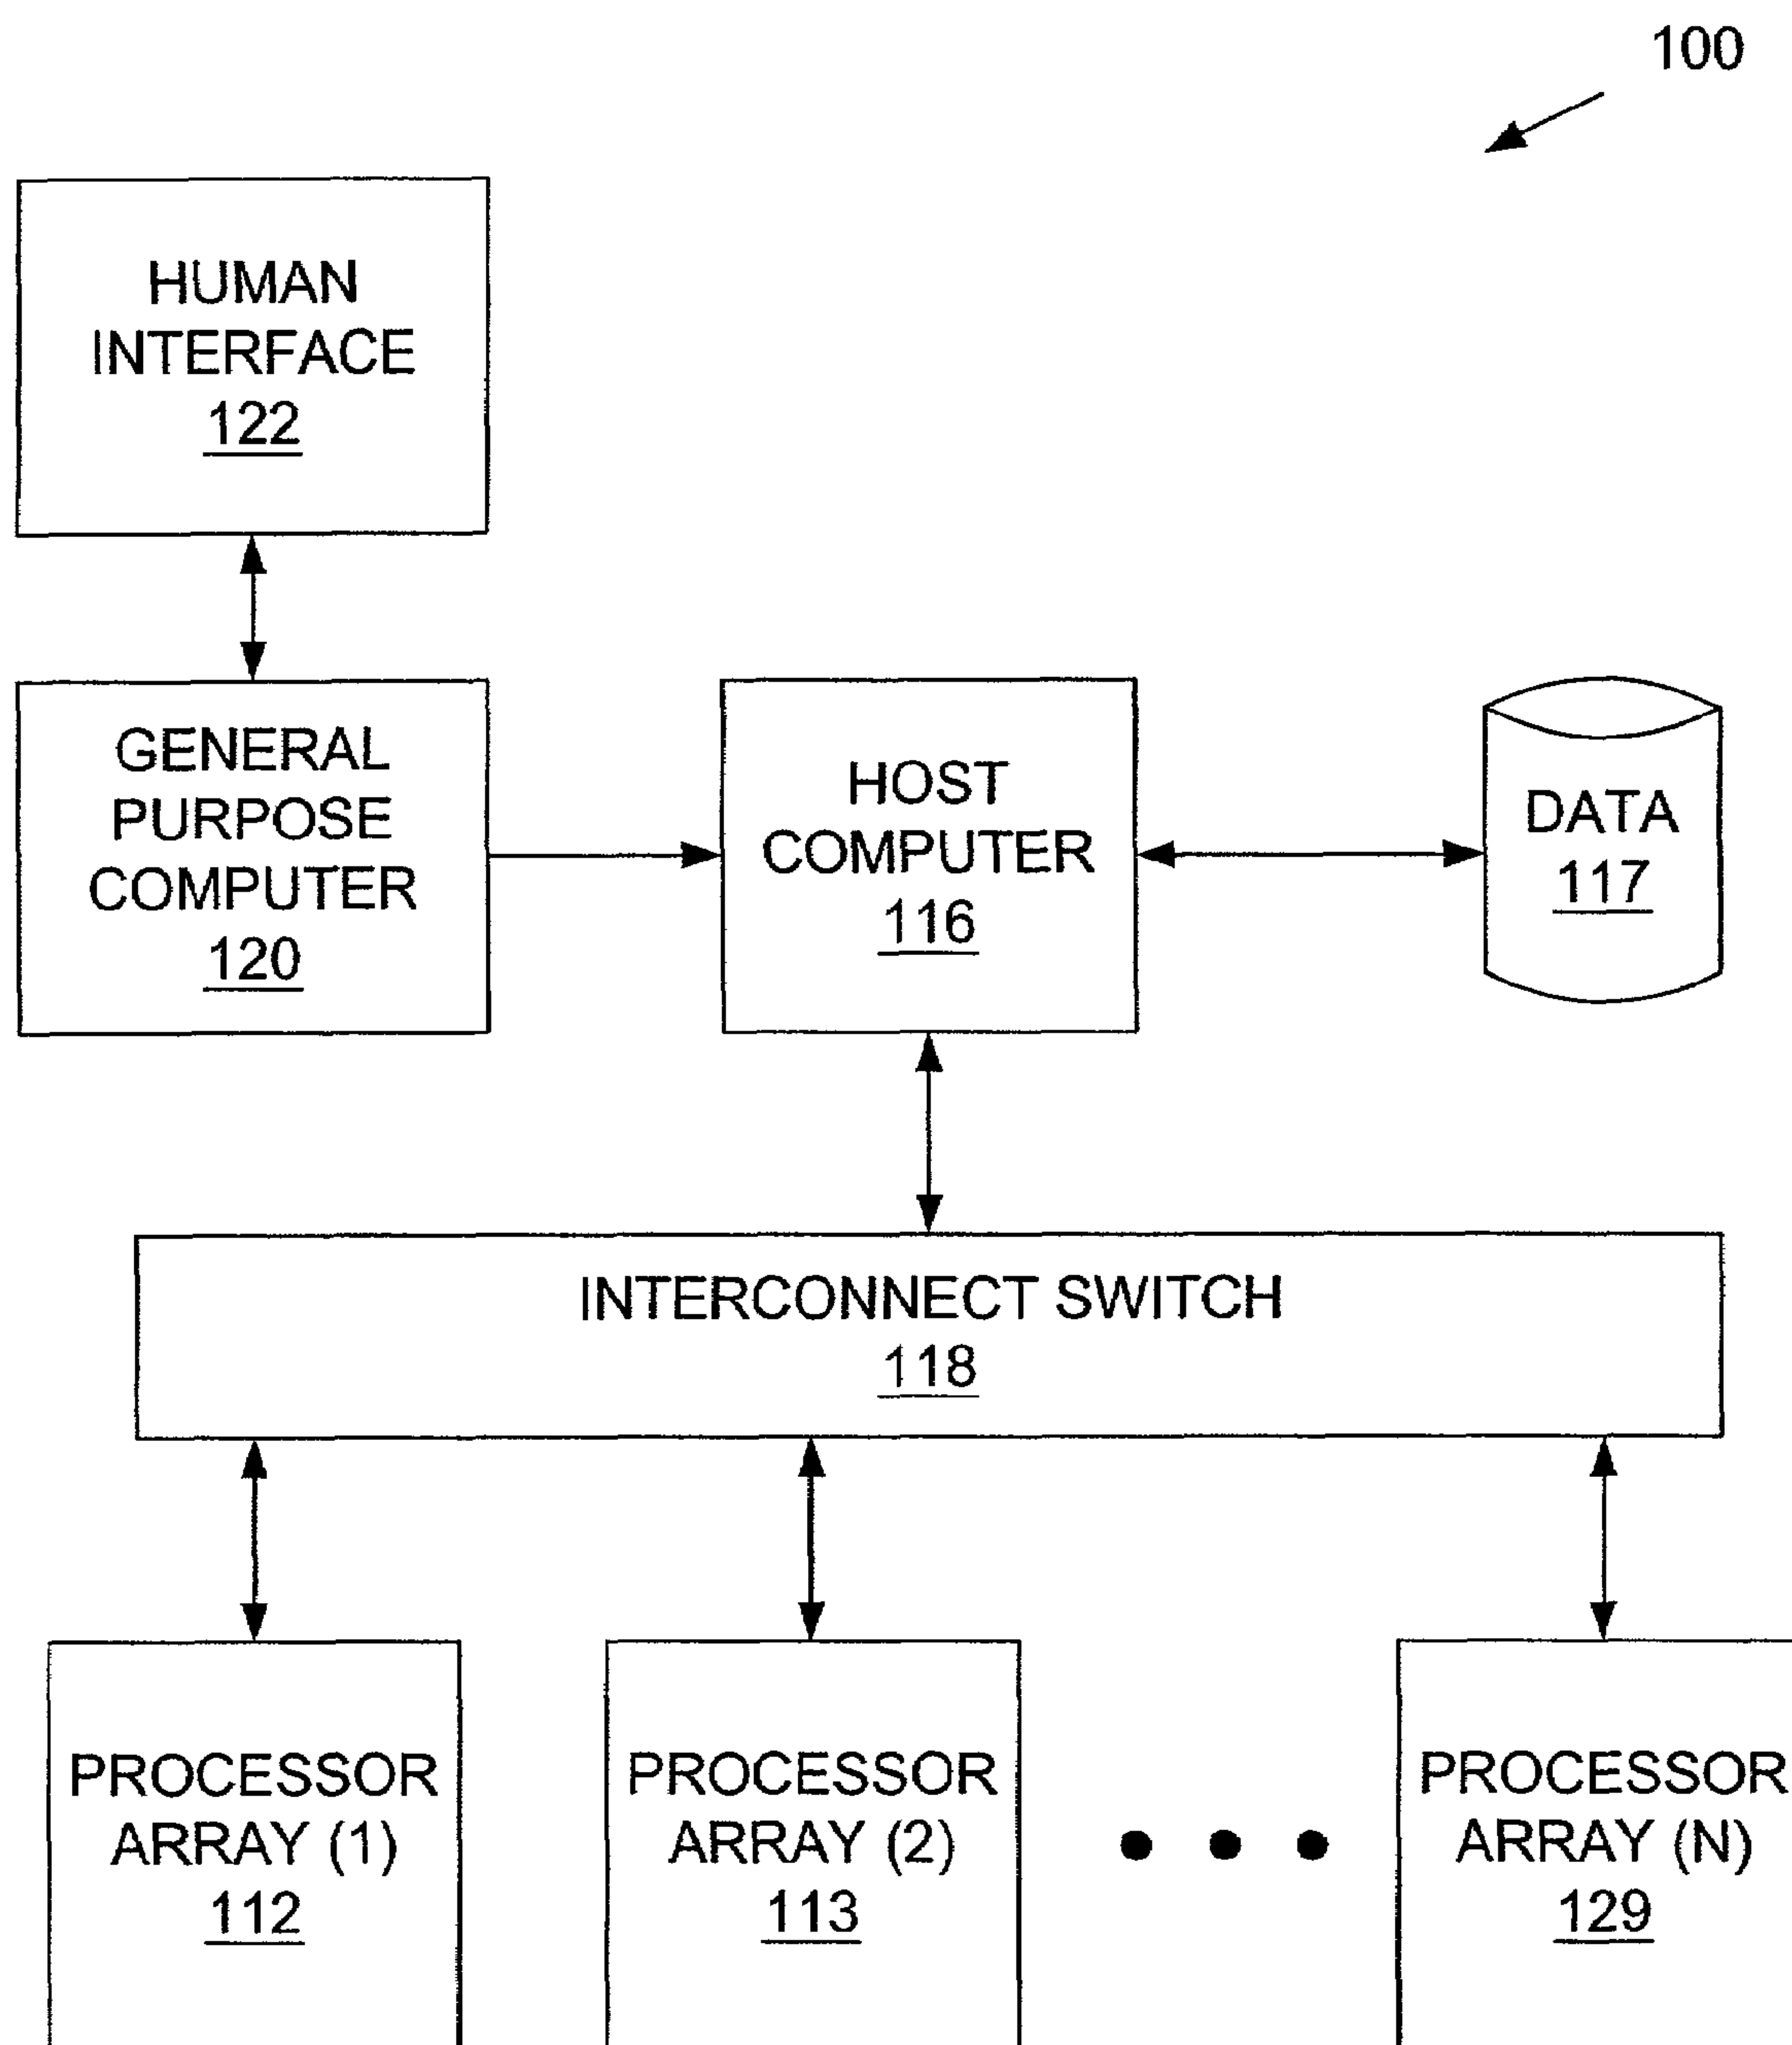 100
HUMAN
INTERFACE
122
GENERAL
PURPOSE
COMPUTER
120
HOST
COMPUTER
116
DATA
117
INTERCONNECT SWITCH
118
PROCESSOR
ARRAY (1)
112
PROCESSOR
ARRAY (2)
113
PROCESSOR
ARRAY (N)
129